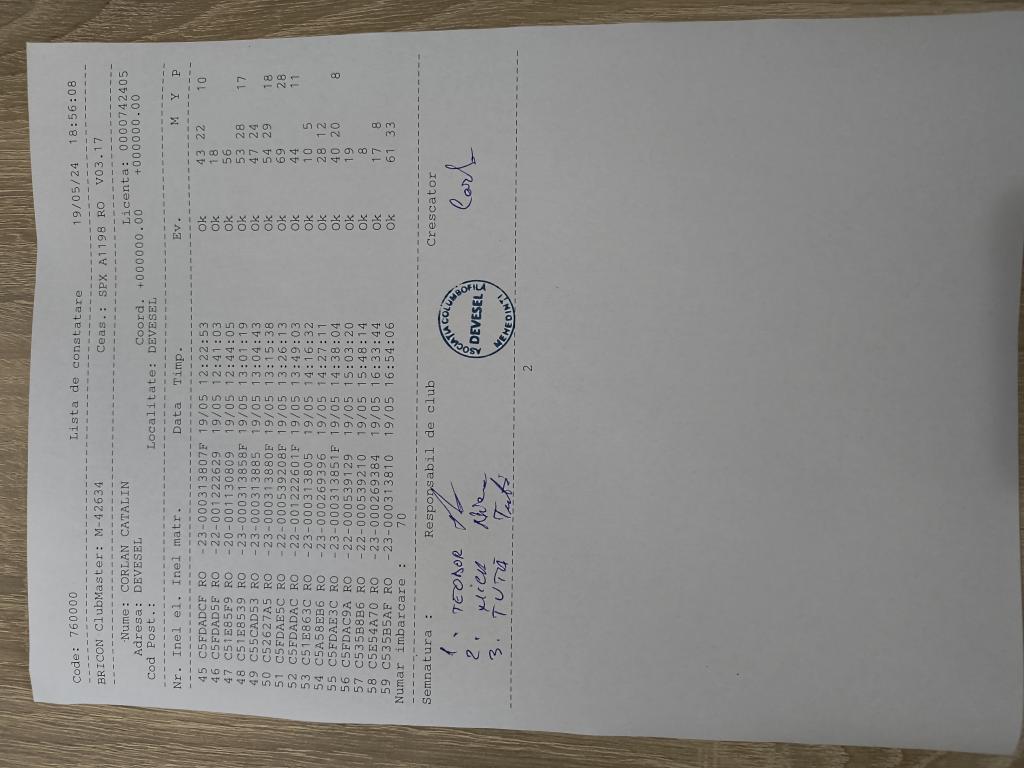 Code: 760000 Lista de constatare 19/05/24 18:56:08
BRICON ClubMaster: M-42634 Ceas.: SPX A1198 RO V03.17
Nume: CORLAN CATALIN Licenta: 0000742405
Adresa: DEVESEL Coord. +000000.00 +000000.00
Cod Post.: Localitate: DEVESEL
Nr. Inel el. Inel matr. Data Timp. Ev. M Y P
45 C5FDADCF RO -23-000313807F 19/05 12:22:53 Ok 43 22 10
46 C5FDAD5F RO -22-001222629 19/05 12:41:03 Ok 18
47 C51E85F9 RO -20-001130809 19/05 12:44:05 Ok 56
48 C51E8539 RO -23-000313858F 19/05 13:01:19 Ok 53 28 17
49 C55CAD53 RO -23-000313885 19/05 13:04:43 Ok 47 24
50 C5267A15 RO -23-000313880F 19/05 13:15:38 Ok 54 29 18
51 C5FDAE5C RO -22-000539208F 19/05 13:26:13 Ok 69 28
52 C5FDADAC RO -22-001222601F 19/05 13:49:03 Ok 44 11
53 C51E863C RO -23-000313805 19/05 14:16:32 Ok 10 5
54 C5A58EB6 RO -23-000269395 19/05 14:27:11 Ok 28 12
55 C5FDAE3C RO -23-000313851F 19/05 14:38:04 Ok 40 20 8
56 C5FDAC9A RO -22-000539129 19/05 15:03:20 Ok 19
57 C535B8B6 RO -22-000539210 19/05 15:48:14 Ok 8
58 C5E54A70 RO -23-000269384 19/05 16:33:44 Ok 17 8
59 C535B5AF RO -23-000313810 19/05 16:54:06 Ok 61 33
Numar imbarcare : 70
Semnatura : Responsabil de club Crescator
1. TEODOR
2. MICU
3. TUTA
ASOCIATIA COLUMBOFILA
DEVESEL
2